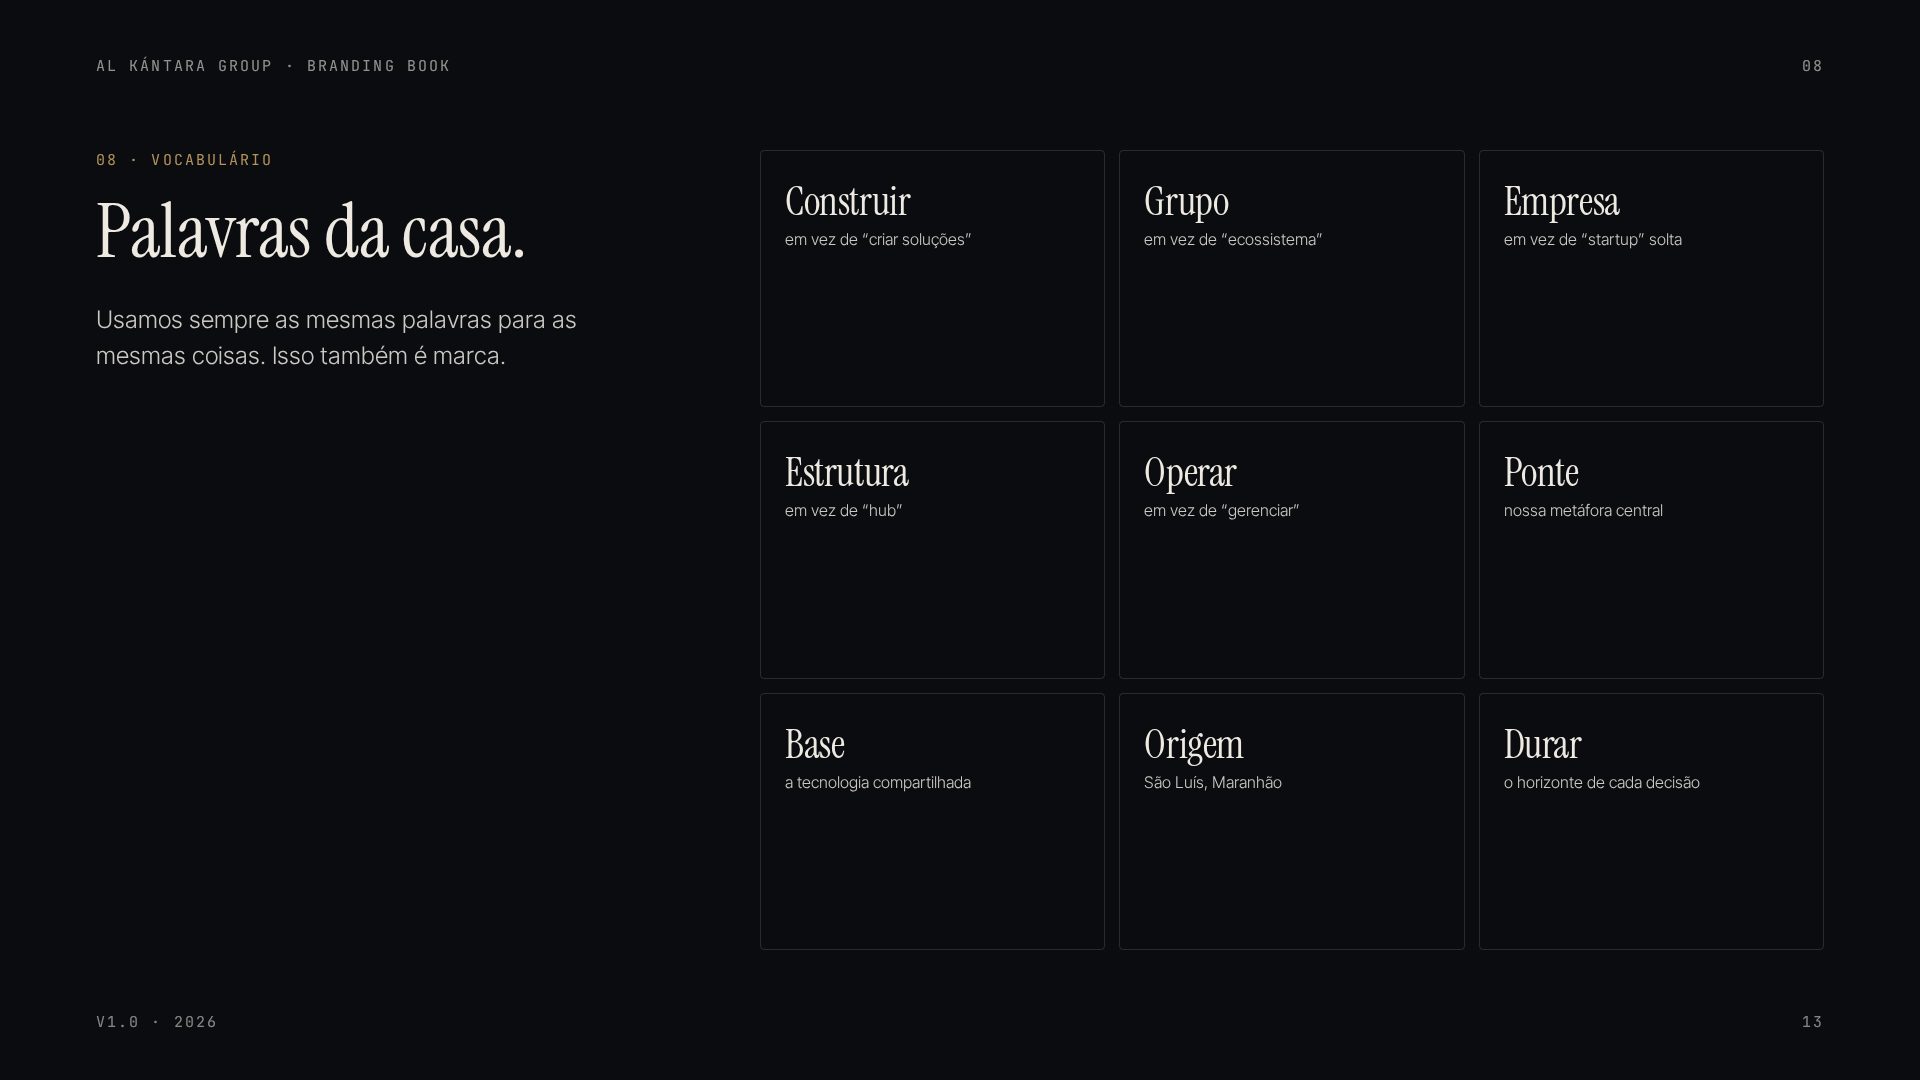 AL KÁNTARA GROUP · BRANDING BOOK
08
08 · VOCABULÁRIO
Palavras da casa.
Usamos sempre as mesmas palavras para as
mesmas coisas. Isso também é marca.
Construir
em vez de “criar soluções”
Grupo
em vez de “ecossistema”
Empresa
em vez de “startup” solta
Estrutura
em vez de “hub”
Operar
em vez de “gerenciar”
Ponte
nossa metáfora central
Base
a tecnologia compartilhada
Origem
São Luís, Maranhão
Durar
o horizonte de cada decisão
V1.0 · 2026
13